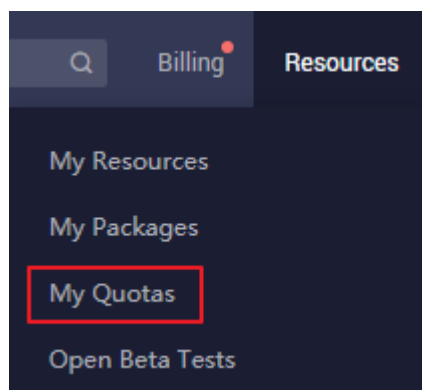 Billing Resources
My Resources
My Packages
My Quotas
Open Beta Tests